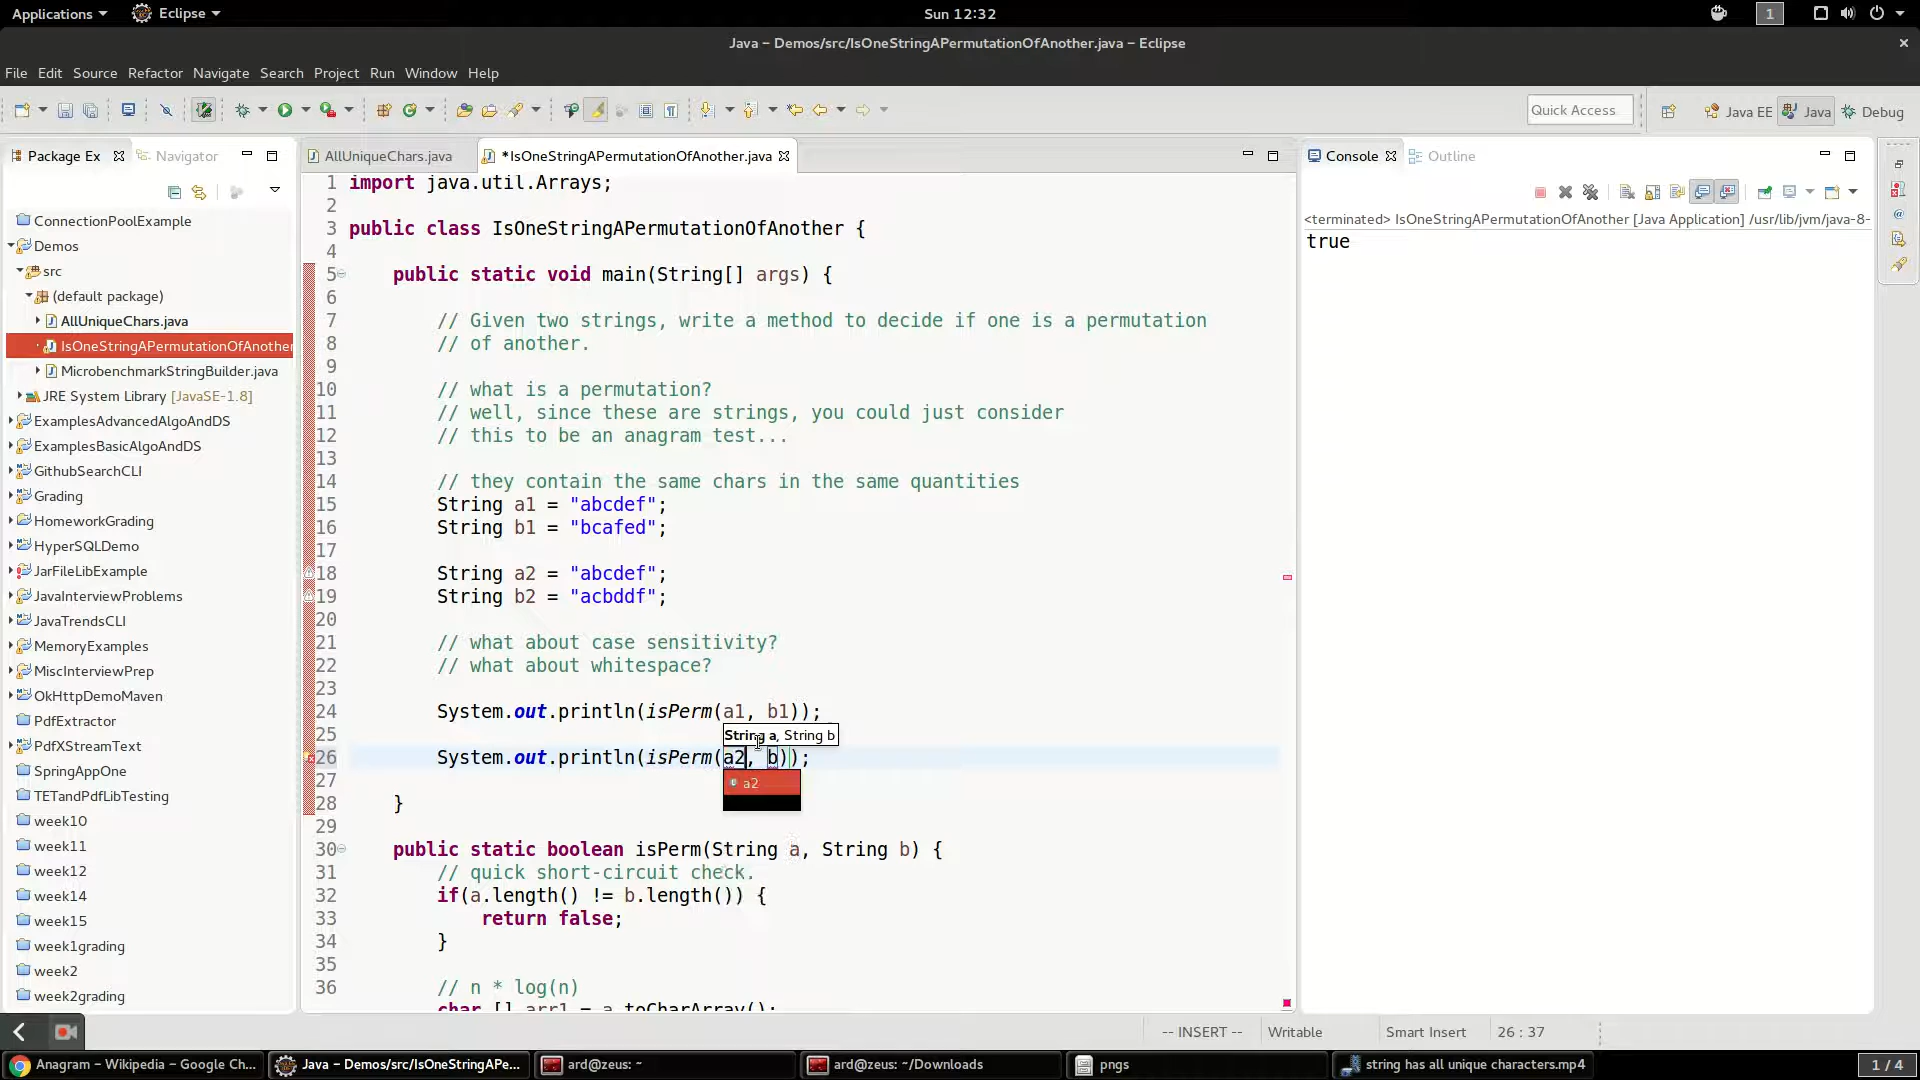 Applications Eclipse Sun 12:32 1
Java – Demos/src/IsOneStringAPermutationOfAnother.java – Eclipse
File Edit Source Refactor Navigate Search Project Run Window Help
Quick Access Java EE Java Debug
Package Ex Navigator AllUniqueChars.java *IsOneStringAPermutationOfAnother.java Console Outline
<terminated> IsOneStringAPermutationOfAnother [Java Application] /usr/lib/jvm/java-8-
true
ConnectionPoolExample
Demos
src
(default package)
AllUniqueChars.java
IsOneStringAPermutationOfAnother
MicrobenchmarkStringBuilder.java
JRE System Library [JavaSE-1.8]
ExamplesAdvancedAlgoAndDS
ExamplesBasicAlgoAndDS
GithubSearchCLI
Grading
HomeworkGrading
HyperSQLDemo
JarFileLibExample
JavaInterviewProblems
JavaTrendsCLI
MemoryExamples
MiscInterviewPrep
OkHttpDemoMaven
PdfExtractor
PdfXStreamText
SpringAppOne
TETandPdfLibTesting
week10
week11
week12
week14
week15
week1grading
week2
week2grading
1 import java.util.Arrays;
2
3 public class IsOneStringAPermutationOfAnother {
4
5 public static void main(String[] args) {
6
7 // Given two strings, write a method to decide if one is a permutation
8 // of another.
9
10 // what is a permutation?
11 // well, since these are strings, you could just consider
12 // this to be an anagram test...
13
14 // they contain the same chars in the same quantities
15 String a1 = "abcdef";
16 String b1 = "bcafed";
17
18 String a2 = "abcdef";
19 String b2 = "acbddf";
20
21 // what about case sensitivity?
22 // what about whitespace?
23
24 System.out.println(isPerm(a1, b1));
25
String a, String b
26 System.out.println(isPerm(a2, b));
a2
27
28 }
29
30 public static boolean isPerm(String a, String b) {
31 // quick short-circuit check.
32 if(a.length() != b.length()) {
33 return false;
34 }
35
36 // n * log(n)
char [] arr1 = a.toCharArray();
-- INSERT -- Writable Smart Insert 26 : 37
Anagram – Wikipedia – Google Ch... Java – Demos/src/IsOneStringAPe... ard@zeus: ~ ard@zeus: ~/Downloads pngs string has all unique characters.mp4 1 / 4